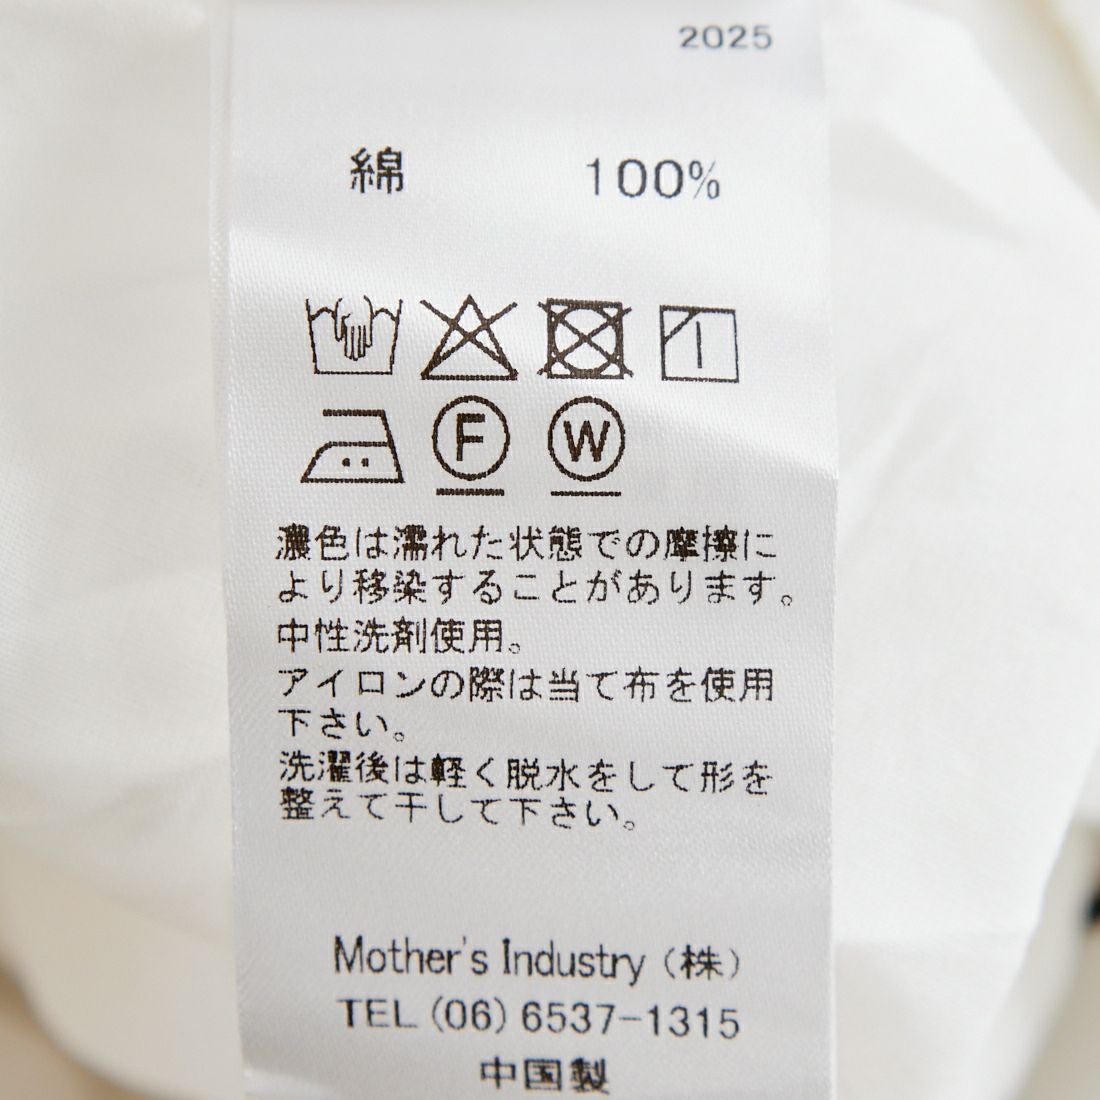 2025
綿 100%
F W
濃色は濡れた状態での摩擦に
より移染することがあります。
中性洗剤使用。
アイロンの際は当て布を使用
下さい。
洗濯後は軽く脱水をして形を
整えて干して下さい。
Mother's Industry（株）
TEL(06)6537-1315
中国製